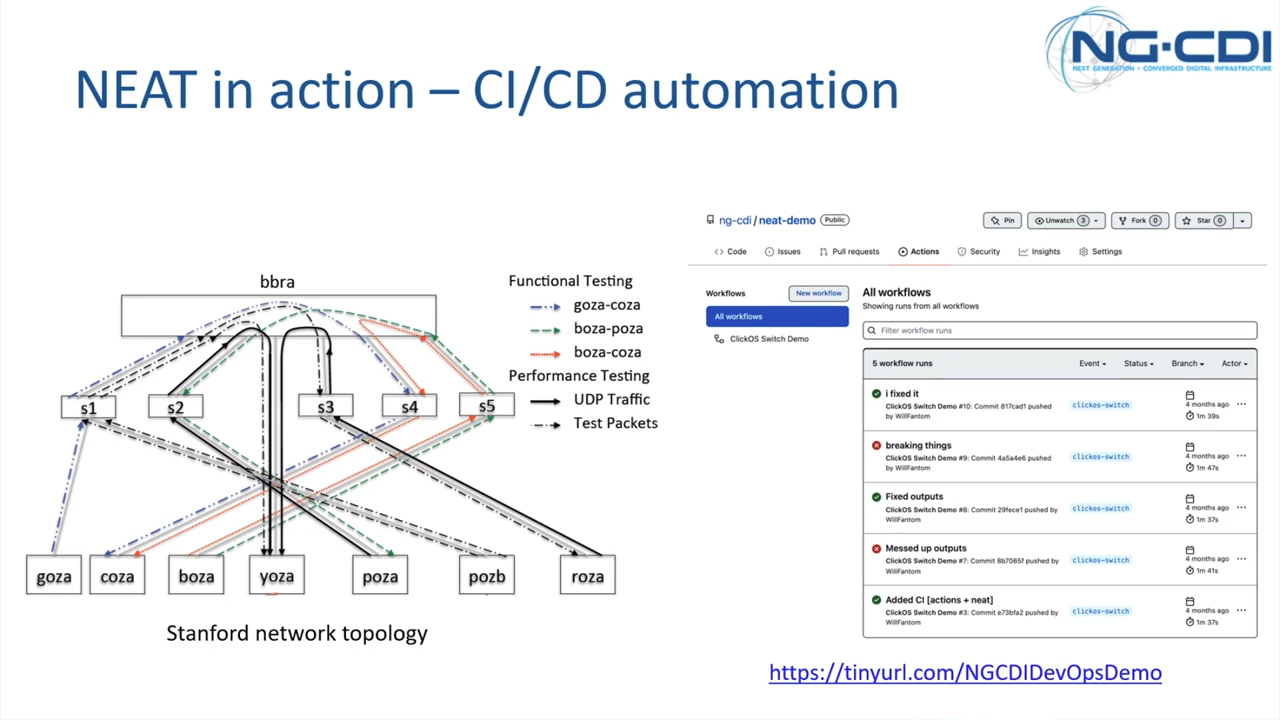 NG-CDI
NEXT GENERATION • CONVERGED DIGITAL INFRASTRUCTURE
NEAT in action – CI/CD automation
bbra
Functional Testing
goza-coza
boza-poza
boza-coza
Performance Testing
UDP Traffic
Test Packets
s1
s2
s3
s4
s5
goza
coza
boza
yoza
poza
pozb
roza
Stanford network topology
ng-cdi/neat-demo Public
Pin
Unwatch 3
Fork 0
Star 0
Code
Issues
Pull requests
Actions
Security
Insights
Settings
Workflows
New workflow
All workflows
ClickOS Switch Demo
All workflows
Showing runs from all workflows
Filter workflow runs
5 workflow runs
Event
Status
Branch
Actor
i fixed it
ClickOS Switch Demo #10: Commit 817cad1 pushed
by WillFantom
clickos-switch
4 months ago
1m 39s
breaking things
ClickOS Switch Demo #9: Commit 4a5a4e6 pushed
by WillFantom
clickos-switch
4 months ago
1m 47s
Fixed outputs
ClickOS Switch Demo #8: Commit 29fece1 pushed by
WillFantom
clickos-switch
4 months ago
1m 37s
Messed up outputs
ClickOS Switch Demo #7: Commit 8b7065f pushed by
WillFantom
clickos-switch
4 months ago
1m 41s
Added CI [actions + neat]
ClickOS Switch Demo #3: Commit e73bfa2 pushed by
WillFantom
clickos-switch
4 months ago
1m 37s
https://tinyurl.com/NGCDIDevOpsDemo